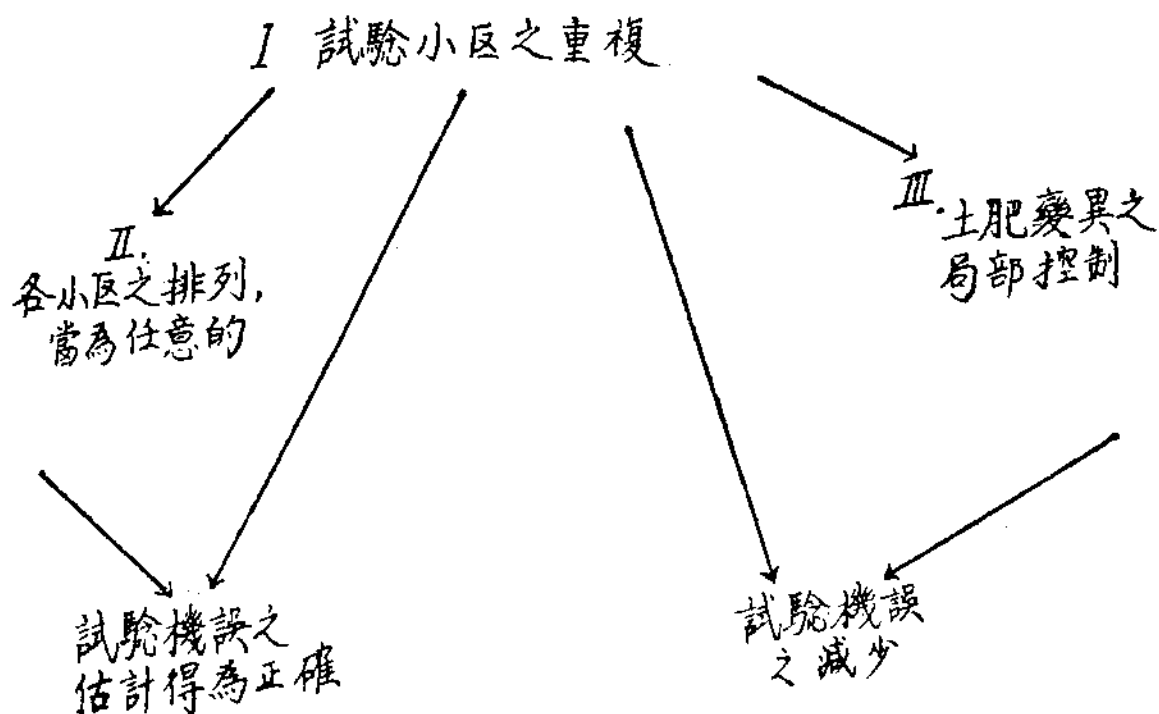 I 試驗小区之重複
II.
各小区之排列,
當為任意的
III.
土肥變異之
局部控制
試驗機誤之
估計得為正確
試驗機誤
之減少